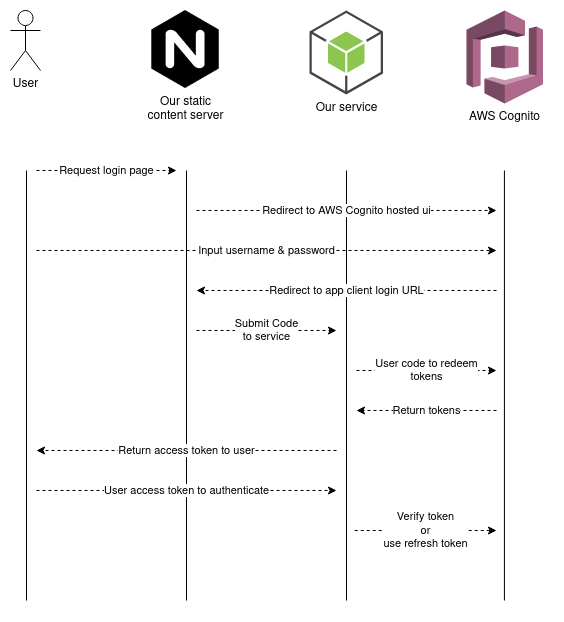 User
Our static
content server
Our service
AWS Cognito
Request login page
Redirect to AWS Cognito hosted ui
Input username & password
Redirect to app client login URL
Submit Code
to service
User code to redeem
tokens
Return tokens
Return access token to user
User access token to authenticate
Verify token
or
use refresh token